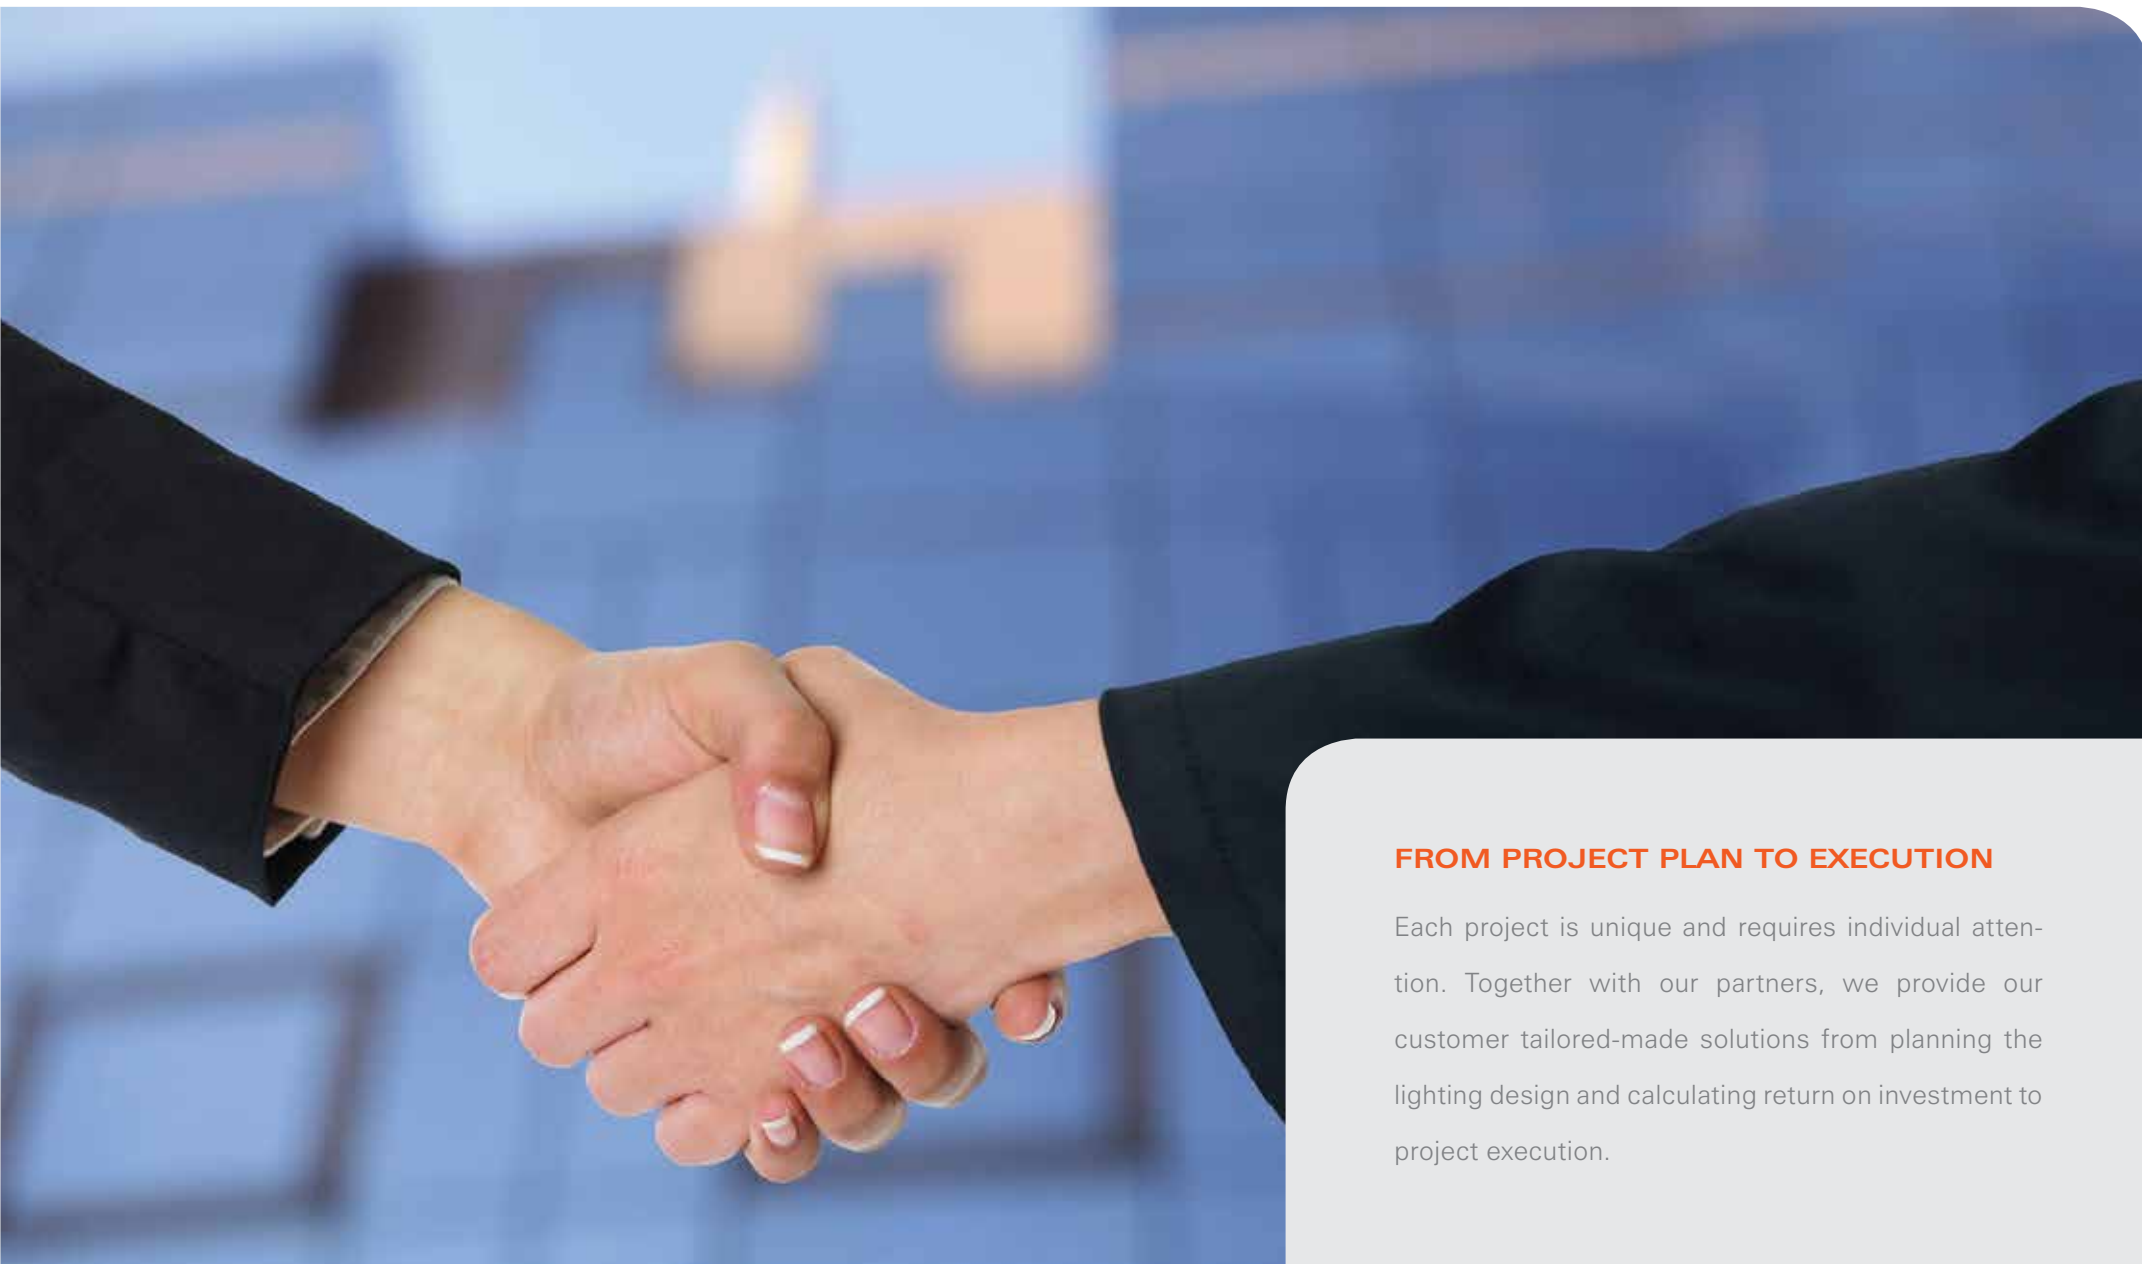 FROM PROJECT PLAN TO EXECUTION
Each project is unique and requires individual atten-
tion. Together with our partners, we provide our
customer tailored-made solutions from planning the
lighting design and calculating return on investment to
project execution.